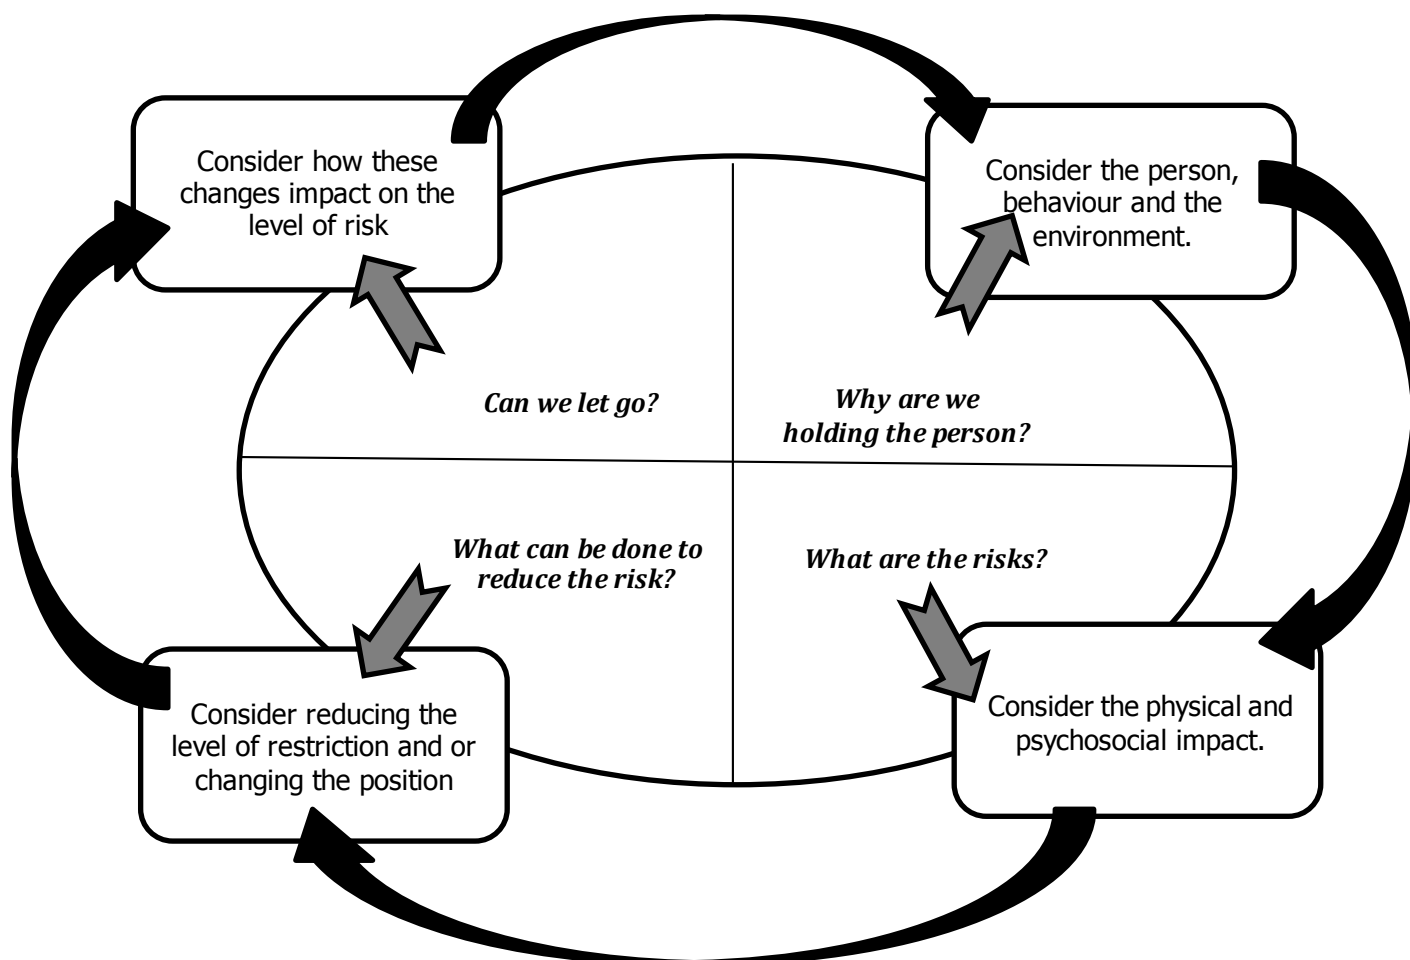 Consider how these
changes impact on the
level of risk
Consider the person,
behaviour and the
environment.
Can we let go?
Why are we
holding the person?
What can be done to
reduce the risk?
What are the risks?
Consider reducing the
level of restriction and or
changing the position
Consider the physical and
psychosocial impact.